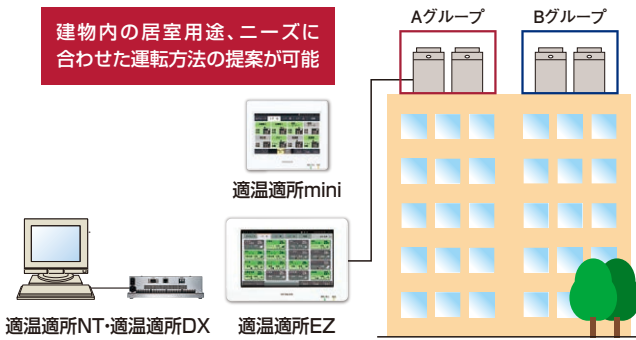 建物内の居室用途、ニーズに
合わせた運転方法の提案が可能
Aグループ
Bグループ
適温適所mini
適温適所NT・適温適所DX
適温適所EZ